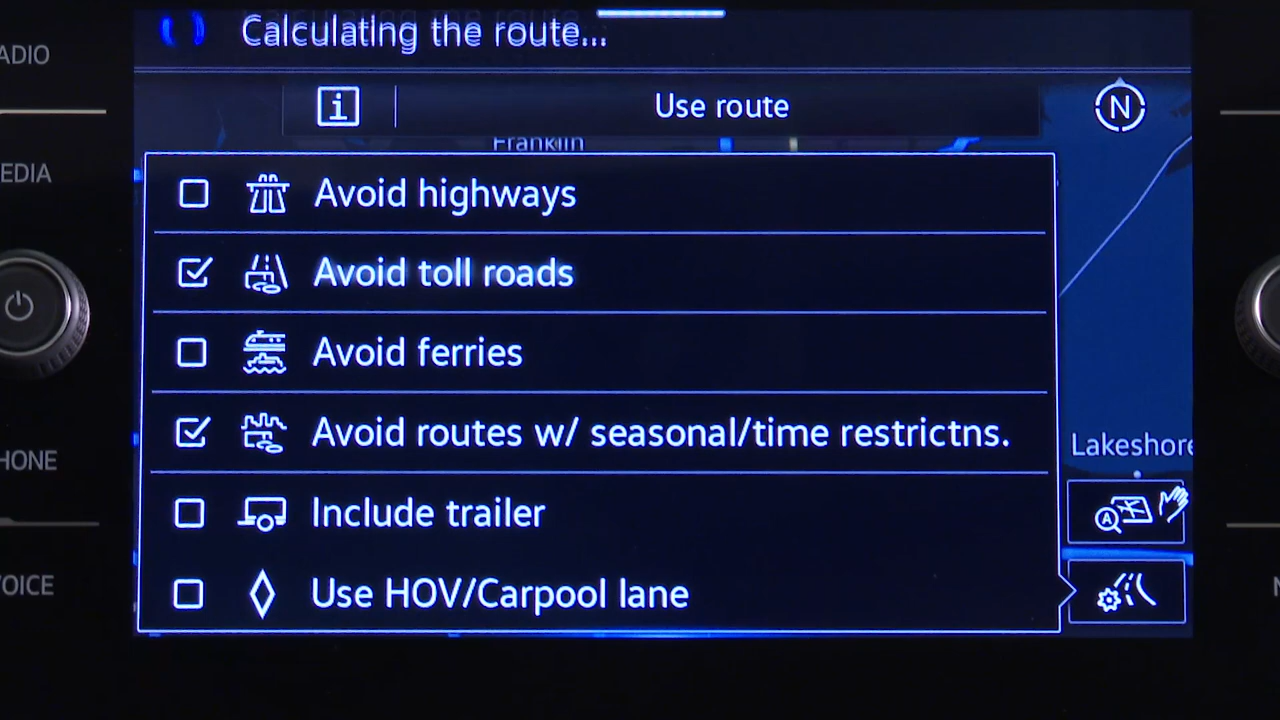 Calculating the route...
ADIO
Use route
N
Franklin
EDIA
Avoid highways
Avoid toll roads
Avoid ferries
Avoid routes w/ seasonal/time restrictns.
HONE
Lakeshore
Include trailer
A
VOICE
Use HOV/Carpool lane
N